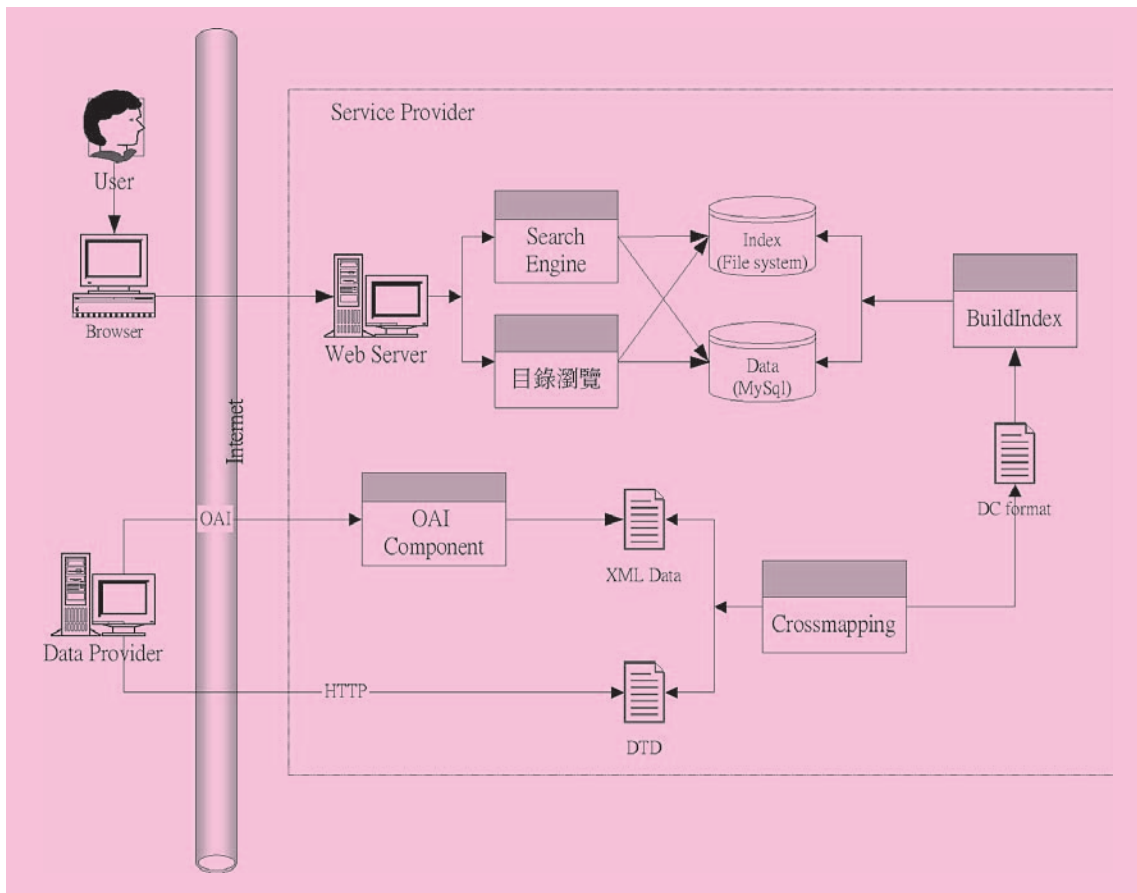 Service Provider
User
Browser
Internet
Web Server
Search
Engine
目錄瀏覽
Index
(File system)
Data
(MySql)
BuildIndex
DC format
OAI
OAI
Component
XML Data
Crossmapping
Data Provider
HTTP
DTD